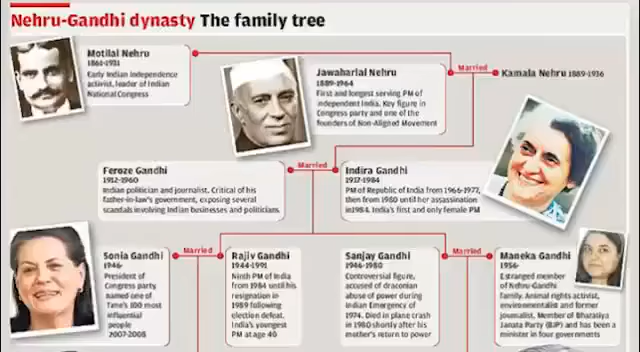 Nehru-Gandhi dynasty The family tree
Motilal Nehru
1861-1931
Early Indian independence
activist, leader of Indian
National Congress
Jawaharlal Nehru
1889-1964
First and longest serving PM of
independent India. Key figure in
Congress party and one of the
founders of Non-Aligned Movement
Married
Kamala Nehru 1889-1936
Feroze Gandhi
1912-1960
Indian politician and journalist. Critical of his
father-in-law's government, exposing several
scandals involving Indian businesses and politicians.
Married
Indira Gandhi
1917-1984
PM of Republic of India from 1966-1977,
then from 1980 until her assassination
in1984. India's first and only female PM
Sonia Gandhi
1946-
President of
Congress party,
named one of
Time's 100 most
influential
people
2007-2008
Married
Rajiv Gandhi
1944-1991
Ninth PM of India
from 1984 until his
resignation in
1989 following
election defeat.
India's youngest
PM at age 40
Sanjay Gandhi
1946-1980
Controversial figure,
accused of draconian
abuse of power during
Indian Emergency of
1974. Died in plane crash
in 1980 shortly after his
mother's return to power
Married
Maneka Gandhi
1956-
Estranged member
of Nehru-Gandhi
family. Animal rights activist,
environmentalist and former
journalist. Member of Bharatiya
Janata Party (BJP) and has been a
minister in four governments